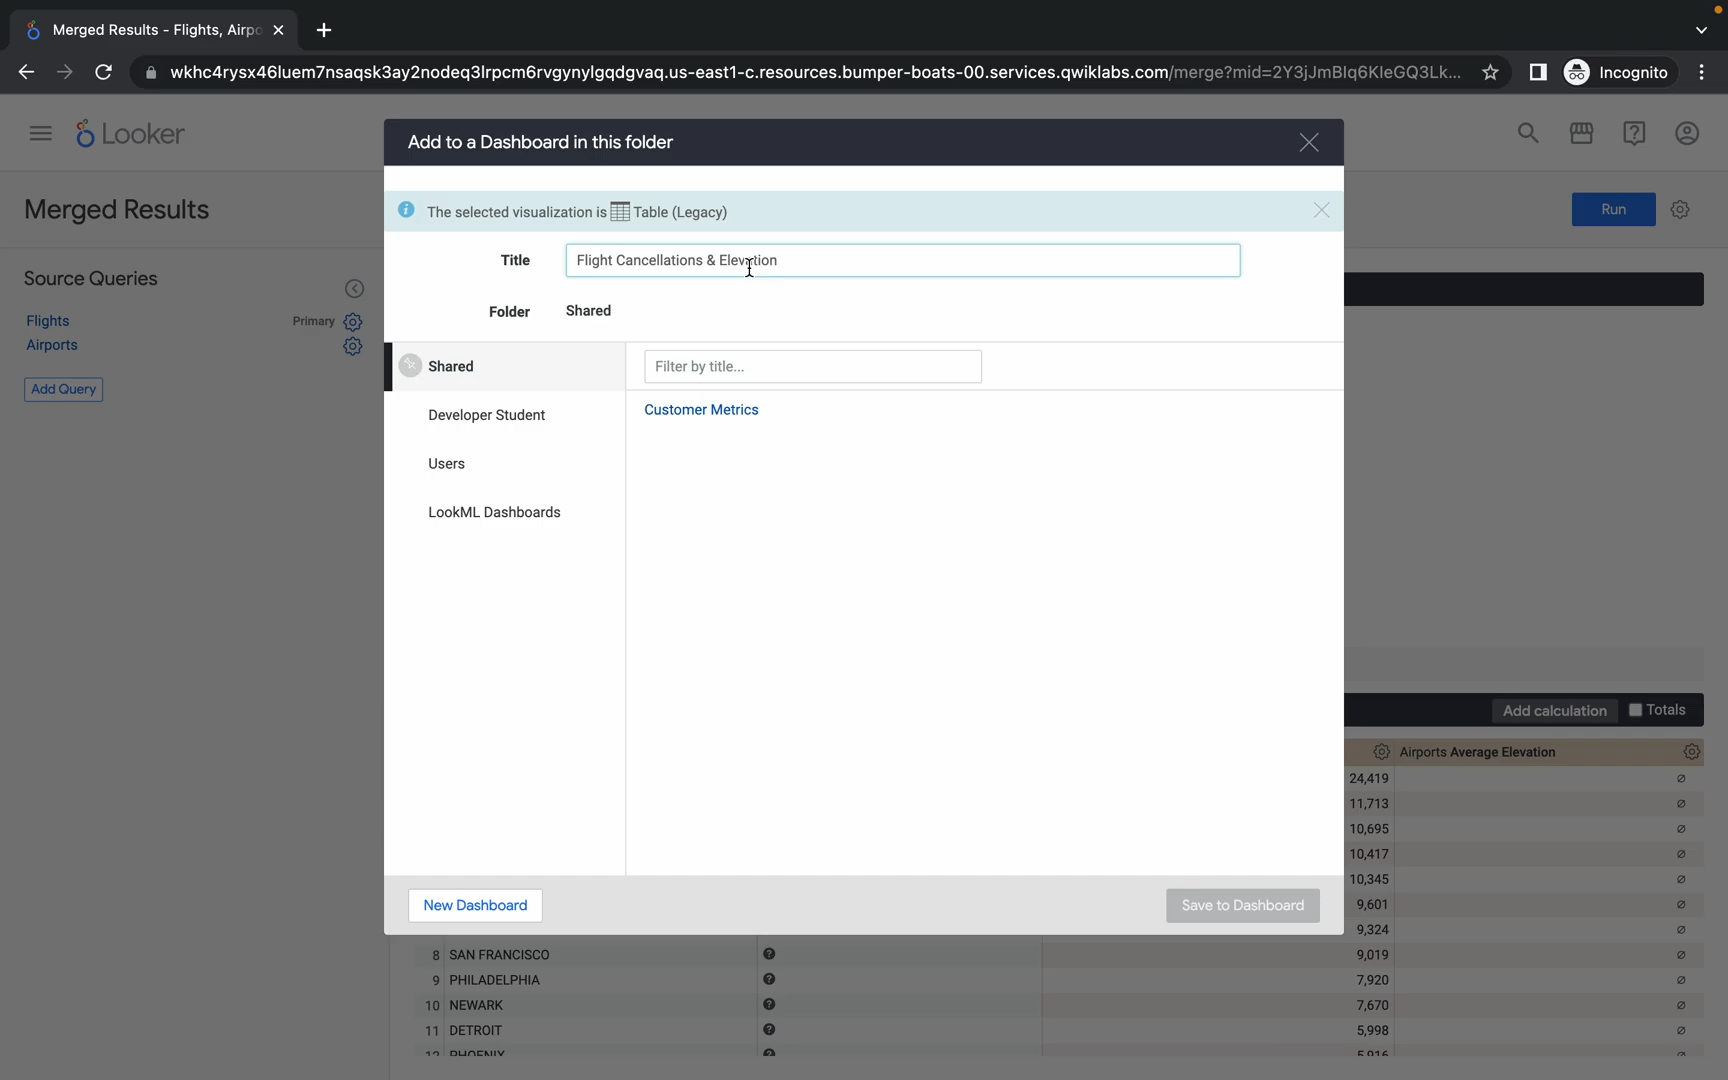 Merged Results - Flights, Airpo
wkhc4rysx46luem7nsaqsk3ay2nodeq3lrpcm6rvgynylgqdgvaq.us-east1-c.resources.bumper-boats-00.services.qwiklabs.com/merge?mid=2Y3jJmBlq6KleGQ3Lk...
Incognito
Looker
Add to a Dashboard in this folder
Merged Results
Run
The selected visualization is Table (Legacy)
Title
Flight Cancellations & Elevation
Source Queries
Folder
Shared
Flights
Primary
Airports
Add Query
Shared
Filter by title...
Developer Student
Customer Metrics
Users
LookML Dashboards
Add calculation
Totals
Airports Average Elevation
24,419 ∅
11,713 ∅
10,695 ∅
10,417 ∅
10,345 ∅
9,601 ∅
9,324 ∅
New Dashboard
Save to Dashboard
8 SAN FRANCISCO 9,019 ∅
9 PHILADELPHIA 7,920 ∅
10 NEWARK 7,670 ∅
11 DETROIT 5,998 ∅
12 PHOENIX 5,916 ∅